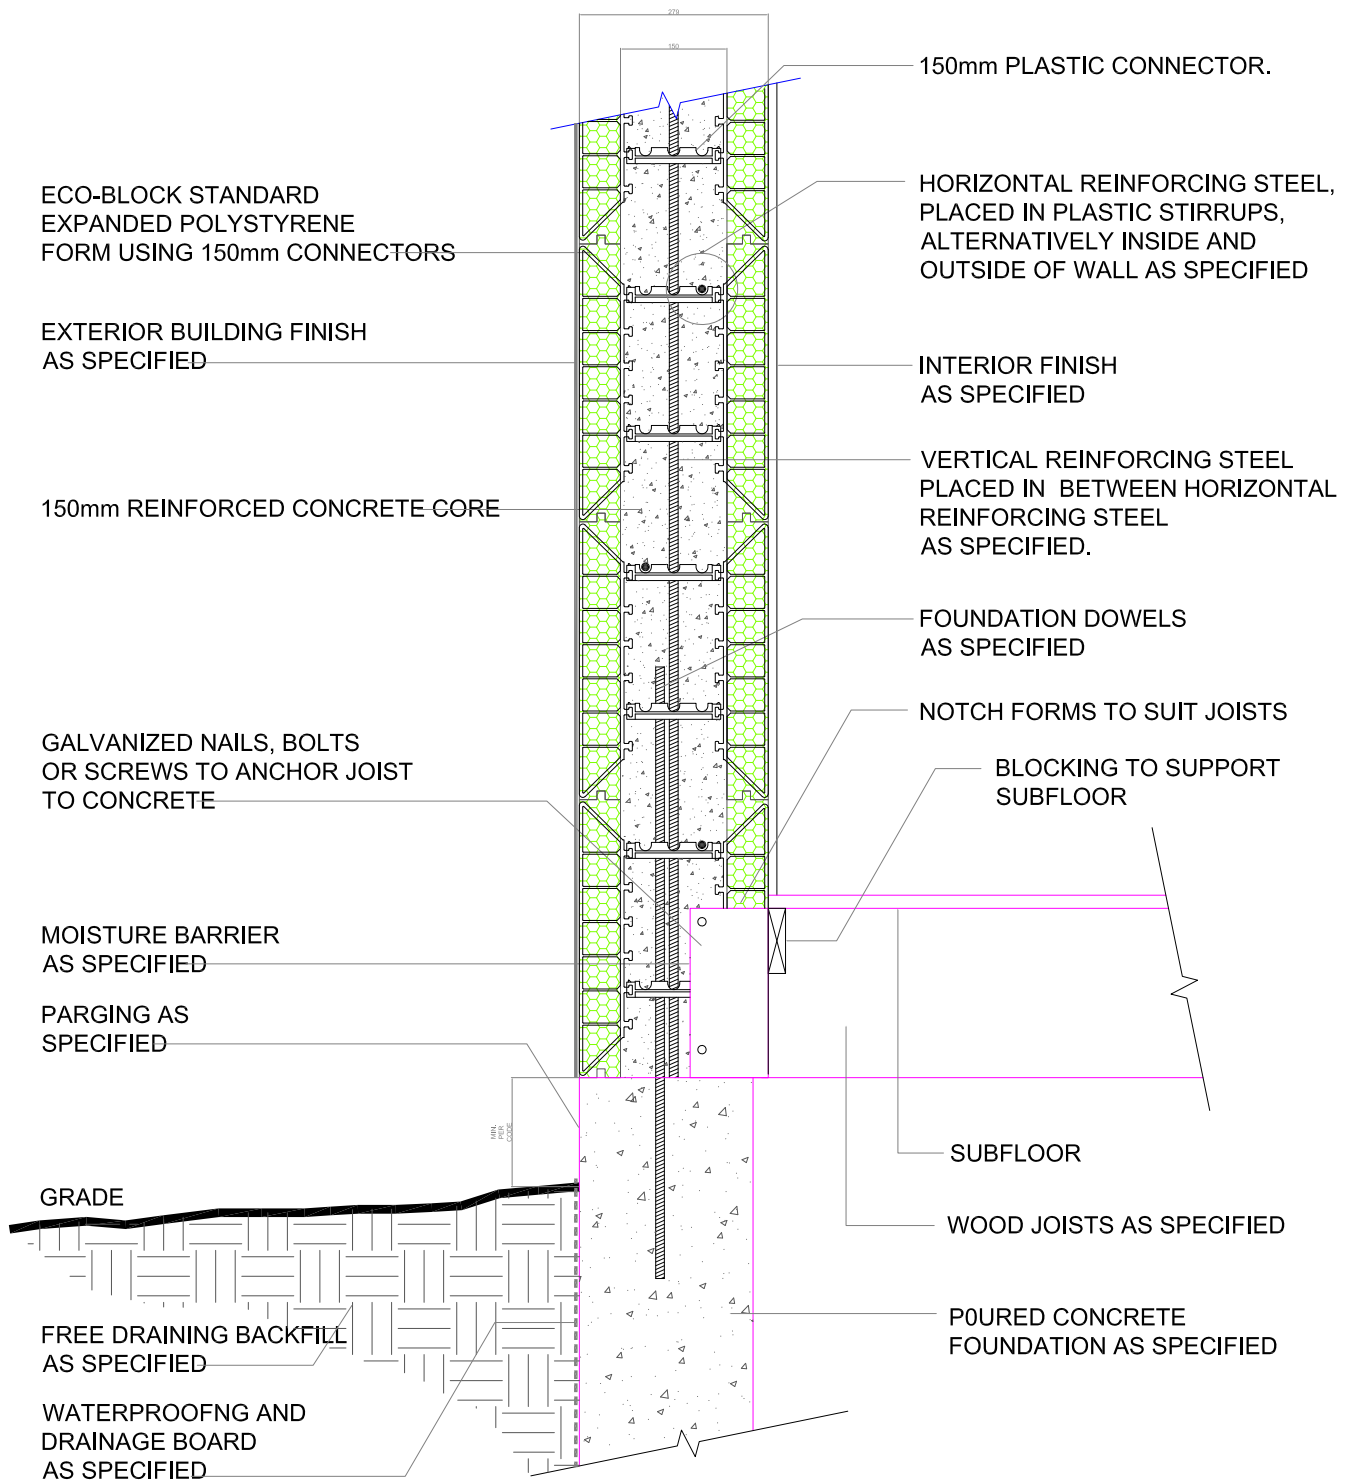 279
150
150mm PLASTIC CONNECTOR.
ECO-BLOCK STANDARD
EXPANDED POLYSTYRENE
FORM USING 150mm CONNECTORS
HORIZONTAL REINFORCING STEEL,
PLACED IN PLASTIC STIRRUPS,
ALTERNATIVELY INSIDE AND
OUTSIDE OF WALL AS SPECIFIED
EXTERIOR BUILDING FINISH
AS SPECIFIED
INTERIOR FINISH
AS SPECIFIED
VERTICAL REINFORCING STEEL
PLACED IN  BETWEEN HORIZONTAL
REINFORCING STEEL
AS SPECIFIED.
150mm REINFORCED CONCRETE CORE
FOUNDATION DOWELS
AS SPECIFIED
NOTCH FORMS TO SUIT JOISTS
GALVANIZED NAILS, BOLTS
OR SCREWS TO ANCHOR JOIST
TO CONCRETE
BLOCKING TO SUPPORT
SUBFLOOR
MOISTURE BARRIER
AS SPECIFIED
PARGING AS
SPECIFIED
MIN.
PER
CODE
SUBFLOOR
GRADE
WOOD JOISTS AS SPECIFIED
P0URED CONCRETE
FOUNDATION AS SPECIFIED
FREE DRAINING BACKFILL
AS SPECIFIED
WATERPROOFNG AND
DRAINAGE BOARD
AS SPECIFIED